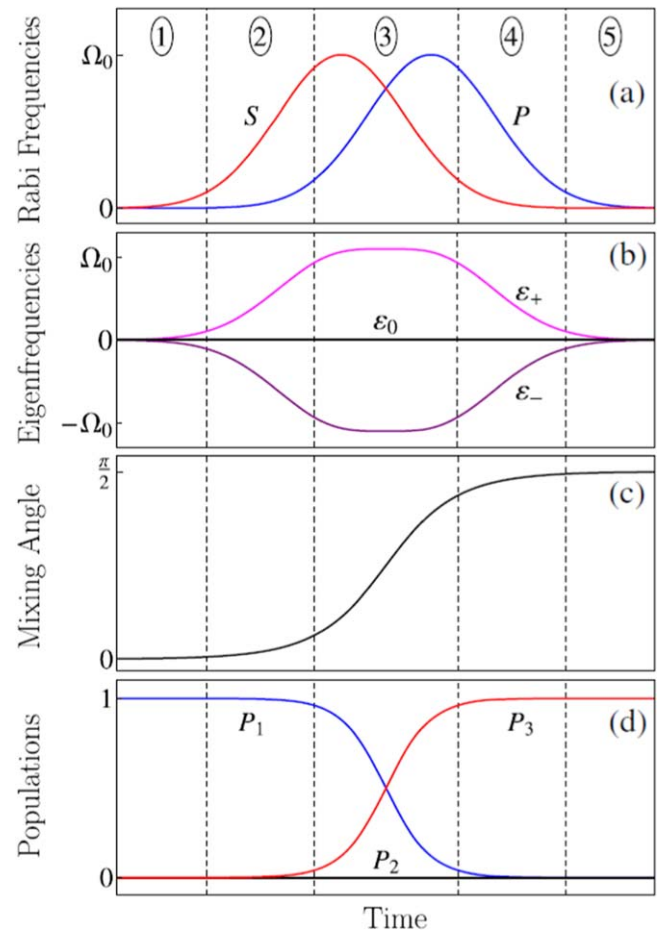 Rabi Frequencies
Ω₀
0
① ② ③ ④ ⑤
(a)
S
P
Eigenfrequencies
Ω₀
0
−Ω₀
(b)
ε₊
ε₀
ε₋
Mixing Angle
π/2
0
(c)
Populations
1
0
P₁
P₃
(d)
P₂
Time